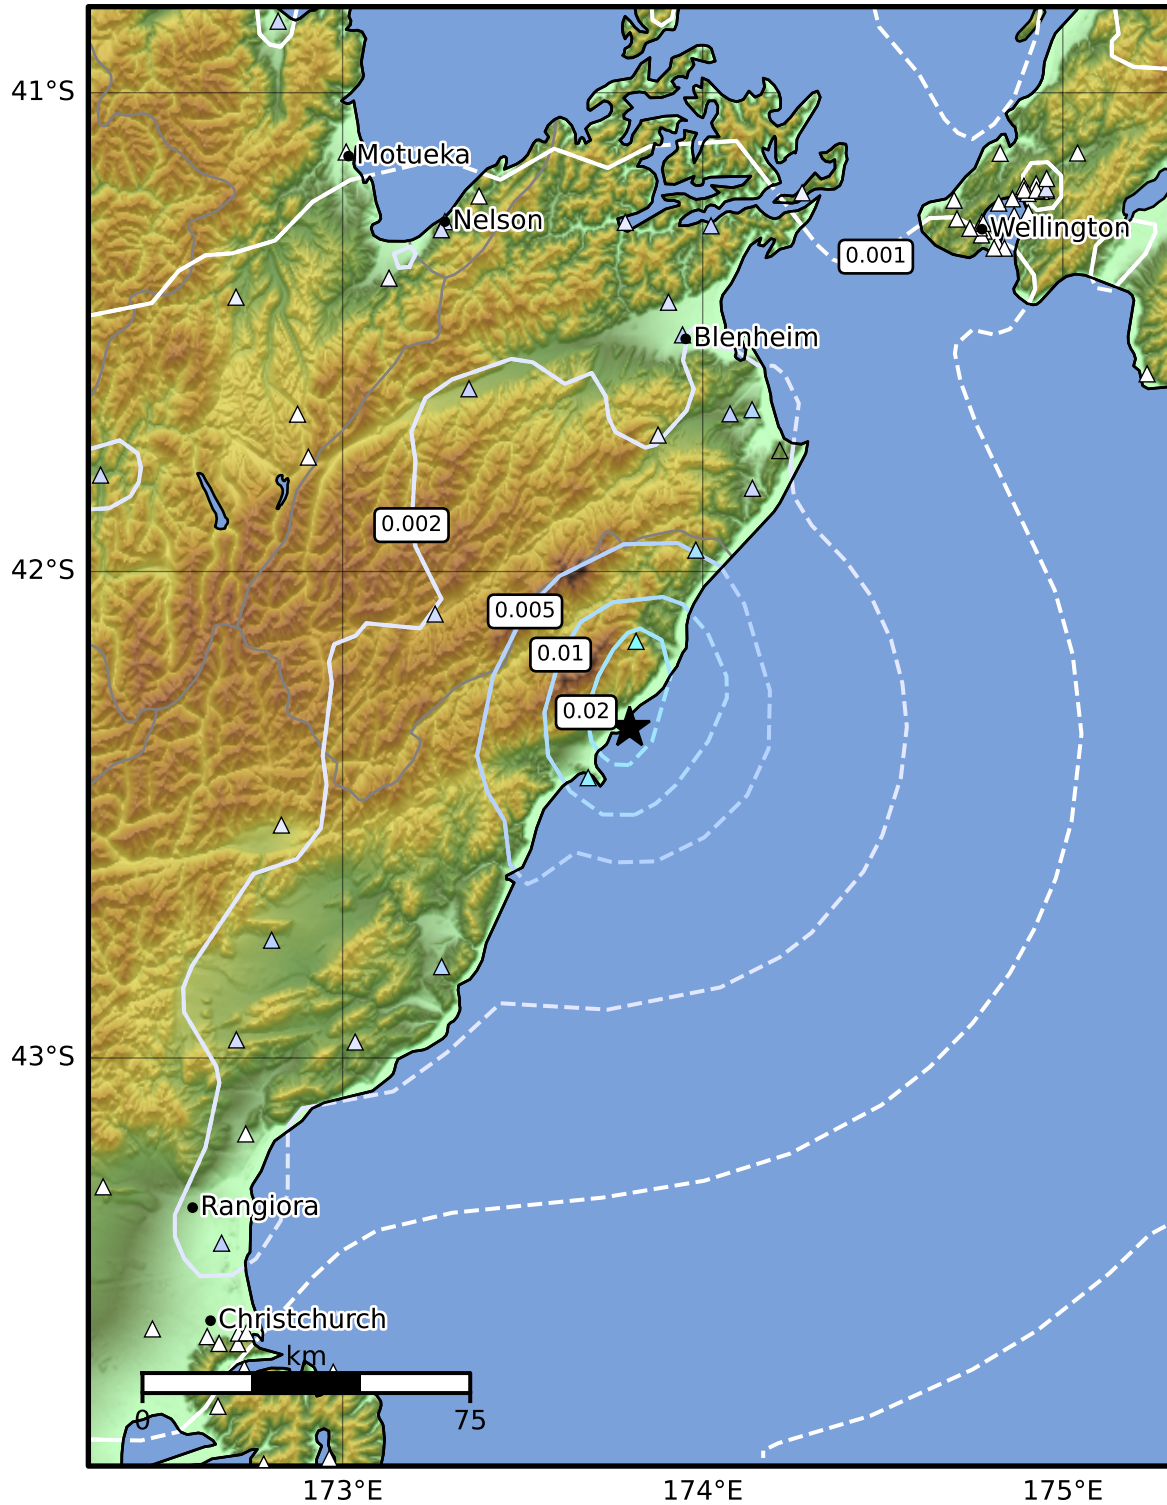 41°S
Motueka
Nelson
Wellington
0.001
Blenheim
0.002
42°S
0.005
0.01
0.02
43°S
Rangiora
Christchurch
km
0
75
173°E
174°E
175°E